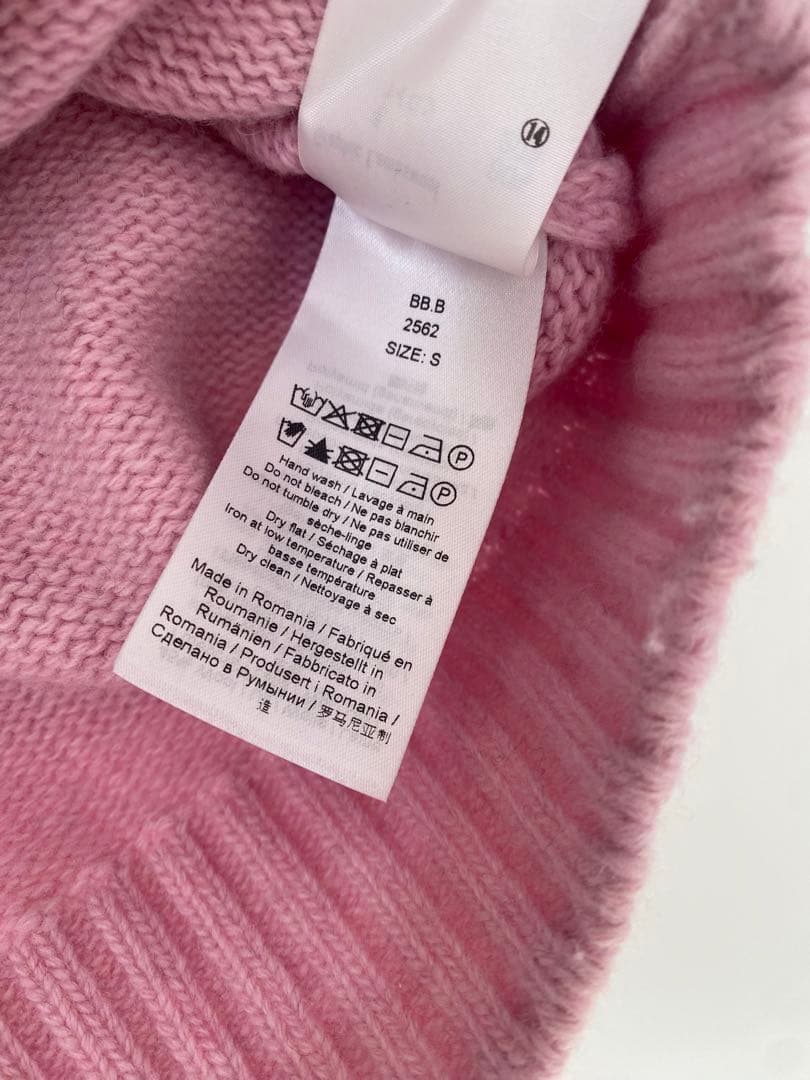 14
BB.B
2562
SIZE: S
P
P
Hand wash / Lavage à main
Do not bleach / Ne pas blanchir
Do not tumble dry / Ne pas utiliser de
sèche-linge
Dry flat / Séchage à plat
Iron at low temperature / Repasser à
basse température
Dry clean / Nettoyage à sec
Made in Romania / Fabriqué en
Roumanie / Hergestellt in
Rumänien / Fabbricato in
Romania / Produsert i Romania /
Сделано в Румынии / 罗马尼亚制
造